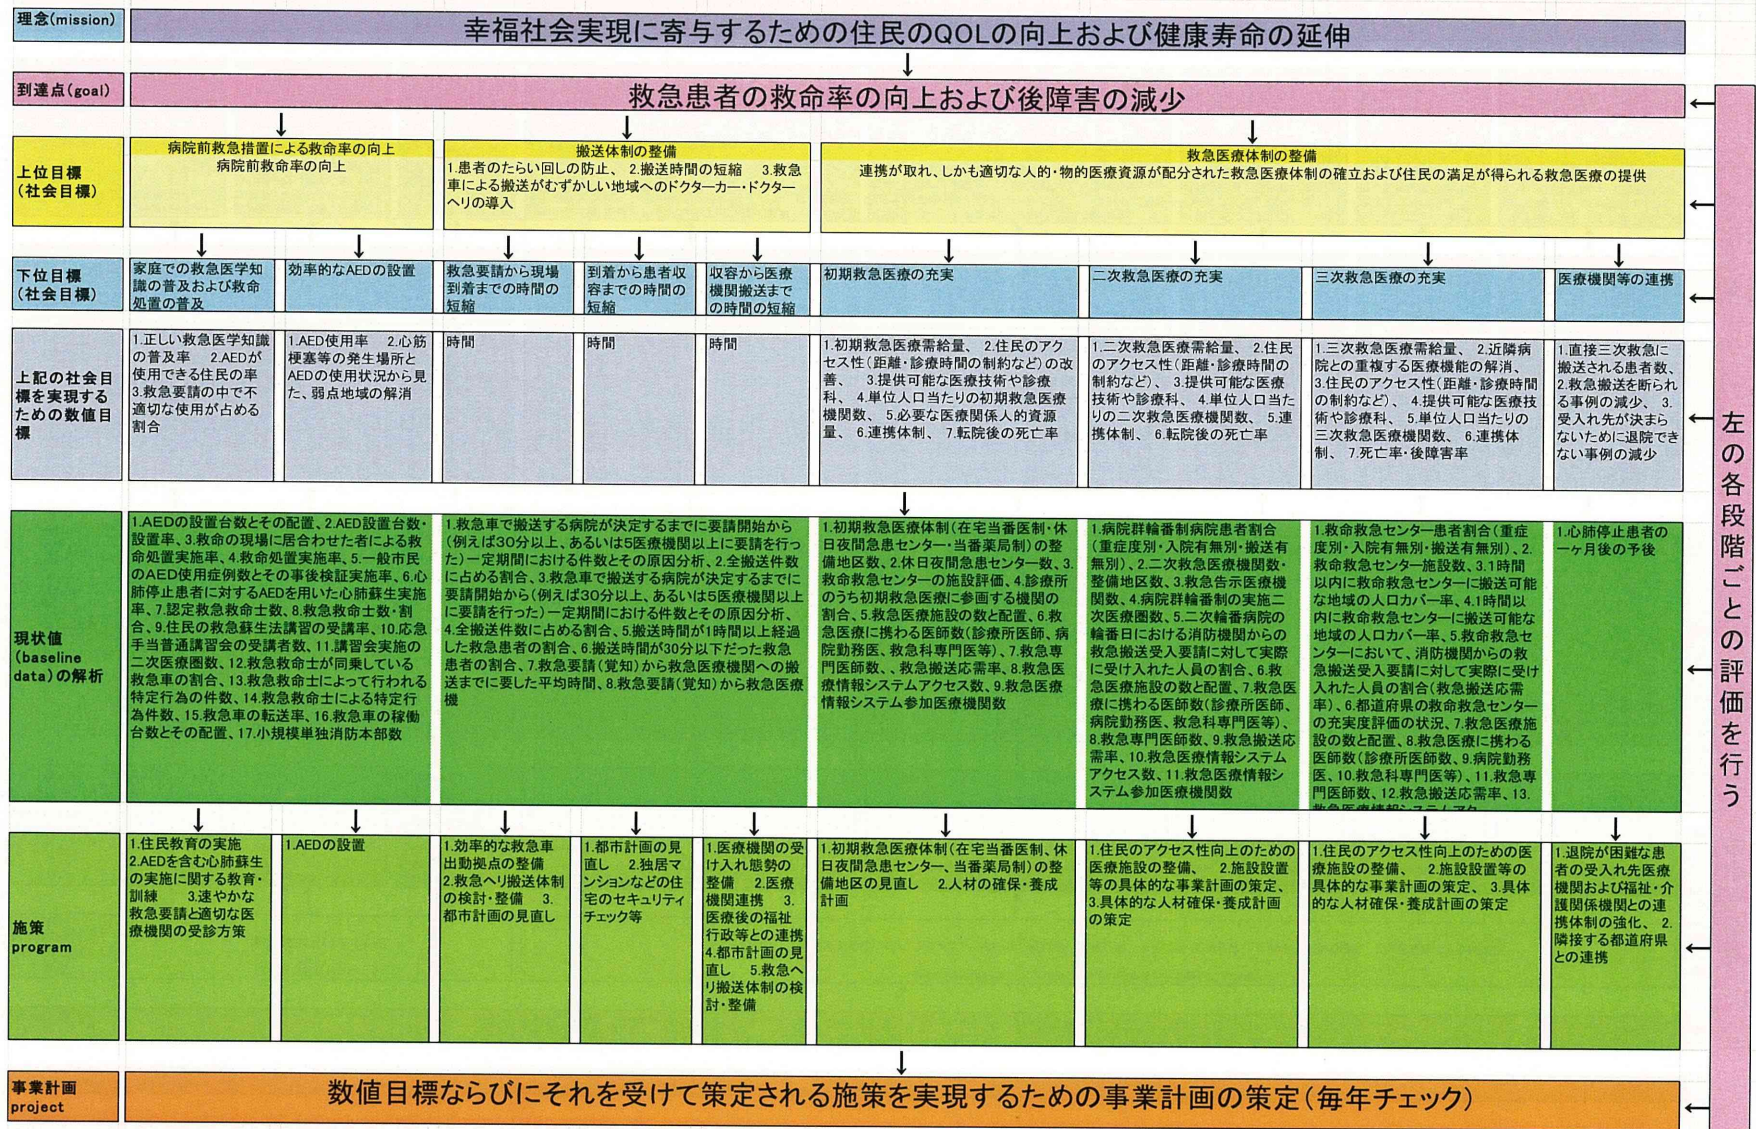 理念(mission)
幸福社会実現に寄与するための住民のQOLの向上および健康寿命の延伸
↓
到達点(goal)
救急患者の救命率の向上および後障害の減少
←
↓ ↓ ↓
上位目標
(社会目標)
病院前救急措置による救命率の向上
病院前救命率の向上
搬送体制の整備
1.患者のたらい回しの防止、 2.搬送時間の短縮 3.救急
車による搬送がむずかしい地域へのドクターカー・ドクター
ヘリの導入
救急医療体制の整備
連携が取れ、しかも適切な人的・物的医療資源が配分された救急医療体制の確立および住民の満足が得られる救急医療の提供
←
↓ ↓ ↓ ↓ ↓ ↓ ↓ ↓ ↓
下位目標
(社会目標)
家庭での救急医学知
識の普及および救命
処置の普及
効率的なAEDの設置
救急要請から現場
到着までの時間の
短縮
到着から患者収
容までの時間の
短縮
収容から医療
機関搬送まで
の時間の短縮
初期救急医療の充実
二次救急医療の充実
三次救急医療の充実
医療機関等の連携
←
上記の社会目
標を実現する
ための数値目
標
1.正しい救急医学知識
の普及率 2.AEDが
使用できる住民の率
3.救急要請の中で不
適切な使用が占める
割合
1.AED使用率 2.心筋
梗塞等の発生場所と
AEDの使用状況から見
た、弱点地域の解消
時間
時間
時間
1.初期救急医療需給量、 2.住民のアク
セス性(距離・診療時間の制約など)の改
善、 3.提供可能な医療技術や診療
科、 4.単位人口当たりの初期救急医療
機関数、 5.必要な医療関係人的資源
量、 6.連携体制、 7.転院後の死亡率
1.二次救急医療需給量、 2.住民
のアクセス性(距離・診療時間の
制約など)、 3.提供可能な医療
技術や診療科、 4.単位人口当た
りの二次救急医療機関数、 5.連
携体制、 6.転院後の死亡率
1.三次救急医療需給量、 2.近隣病
院との重複する医療機能の解消、
3.住民のアクセス性(距離・診療時間
の制約など)、 4.提供可能な医療技
術や診療科、 5.単位人口当たりの
三次救急医療機関数、 6.連携体
制、 7.死亡率・後障害率
1.直接三次救急に
搬送される患者数、
2.救急搬送を断られ
る事例の減少、 3.
受入れ先が決まら
ないために退院でき
ない事例の減少
←
↓
現状値
(baseline
data)の解析
1.AEDの設置台数とその配置、2.AED設置台数・
設置率、3.救命の現場に居合わせた者による救
命処置実施率、4.救命処置実施率、5.一般市民
のAED使用症例数とその事後検証実施率、6.心
肺停止患者に対するAEDを用いた心肺蘇生実施
率、7.認定救急救命士数、8.救急救命士数・割
合、9.住民の救急蘇生法講習の受講率、10.応急
手当普通講習会の受講者数、11.講習会実施の
二次医療圏数、12.救急救命士が同乗している
救急車の割合、13.救急救命士によって行われる
特定行為の件数、14.救急救命士による特定行
為件数、15.救急車の転送率、16.救急車の稼働
台数とその配置、17.小規模単独消防本部数
1.救急車で搬送する病院が決定するまでに要請開始から
(例えば30分以上、あるいは5医療機関以上に要請を行っ
た)一定期間における件数とその原因分析、2.全搬送件数
に占める割合、3.救急車で搬送する病院が決定するまでに
要請開始から(例えば30分以上、あるいは5医療機関以上
に要請を行った)一定期間における件数とその原因分析、
4.全搬送件数に占める割合、5.搬送時間が1時間以上経過
した救急患者の割合、6.搬送時間が30分以下だった救急
患者の割合、7.救急要請(覚知)から救急医療機関への搬
送までに要した平均時間、8.救急要請(覚知)から救急医療
機
1.初期救急医療体制(在宅当番医制・休
日夜間急患センター・当番薬局制)の整
備地区数、2.休日夜間急患センター数、3.
救命救急センターの施設評価、4.診療所
のうち初期救急医療に参画する機関の
割合、5.救急医療施設の数と配置、6.救
急医療に携わる医師数(診療所医師、病
院勤務医、救急科専門医等)、7.救急専
門医師数、、救急搬送応需率、8.救急医
療情報システムアクセス数、9.救急医療
情報システム参加医療機関数
1.病院群輪番制病院患者割合
(重症度別・入院有無別・搬送有
無別)、2.二次救急医療機関数・
整備地区数、3.救急告示医療機
関数、4.病院群輪番制の実施二
次医療圏数、5.二次輪番病院の
輪番日における消防機関からの
救急搬送受入要請に対して実際
に受け入れた人員の割合、6.救
急医療施設の数と配置、7.救急医
療に携わる医師数(診療所医師、
病院勤務医、救急科専門医等)、
8.救急専門医師数、9.救急搬送応
需率、10.救急医療情報システム
アクセス数、11.救急医療情報シ
ステム参加医療機関数
1.救命救急センター患者割合(重症
度別・入院有無別・搬送有無別)、2.
救命救急センター施設数、3.1時間
以内に救命救急センターに搬送可能
な地域の人口カバー率、4.1時間以
内に救命救急センターに搬送可能な
地域の人口カバー率、5.救命救急セ
ンターにおいて、消防機関からの救
急搬送受入要請に対して実際に受け
入れた人員の割合(救急搬送応需
率)、6.都道府県の救命救急センター
の充実度評価の状況、7.救急医療施
設の数と配置、8.救急医療に携わる
医師数(診療所医師数、9.病院勤務
医、10.救急科専門医等)、11.救急専
門医師数、12.救急搬送応需率、13.
1.心肺停止患者の
一ヶ月後の予後
←
↓ ↓ ↓ ↓ ↓ ↓ ↓ ↓ ↓
施策
program
1.住民教育の実施
2.AEDを含む心肺蘇生
の実施に関する教育・
訓練 3.速やかな
救急要請と適切な医
療機関の受診方策
1.AEDの設置
1.効率的な救急車
出動拠点の整備
2.救急ヘリ搬送体制
の検討・整備 3.
都市計画の見直し
1.都市計画の見
直し 2.独居マ
ンションなどの住
宅のセキュリティ
チェック等
1.医療機関の受
け入れ態勢の
整備 2.医療
機関連携 3.
医療後の福祉
行政等との連携
4.都市計画の見
直し 5.救急ヘ
リ搬送体制の検
討・整備
1.初期救急医療体制(在宅当番医制、休
日夜間急患センター、当番薬局制)の整
備地区の見直し 2.人材の確保・養成
計画
1.住民のアクセス性向上のための
医療施設の整備、 2.施設設置
等の具体的な事業計画の策定、
3.具体的な人材確保・養成計画
の策定
1.住民のアクセス性向上のための医
療施設の整備、 2.施設設置等の
具体的な事業計画の策定、 3.具体
的な人材確保・養成計画の策定
1.退院が困難な患
者の受入れ先医療
機関および福祉・介
護関係機関との連
携体制の強化、 2.
隣接する都道府県
との連携
←
↓
事業計画
project
数値目標ならびにそれを受けて策定される施策を実現するための事業計画の策定(毎年チェック)
←
左の各段階ごとの評価を行う